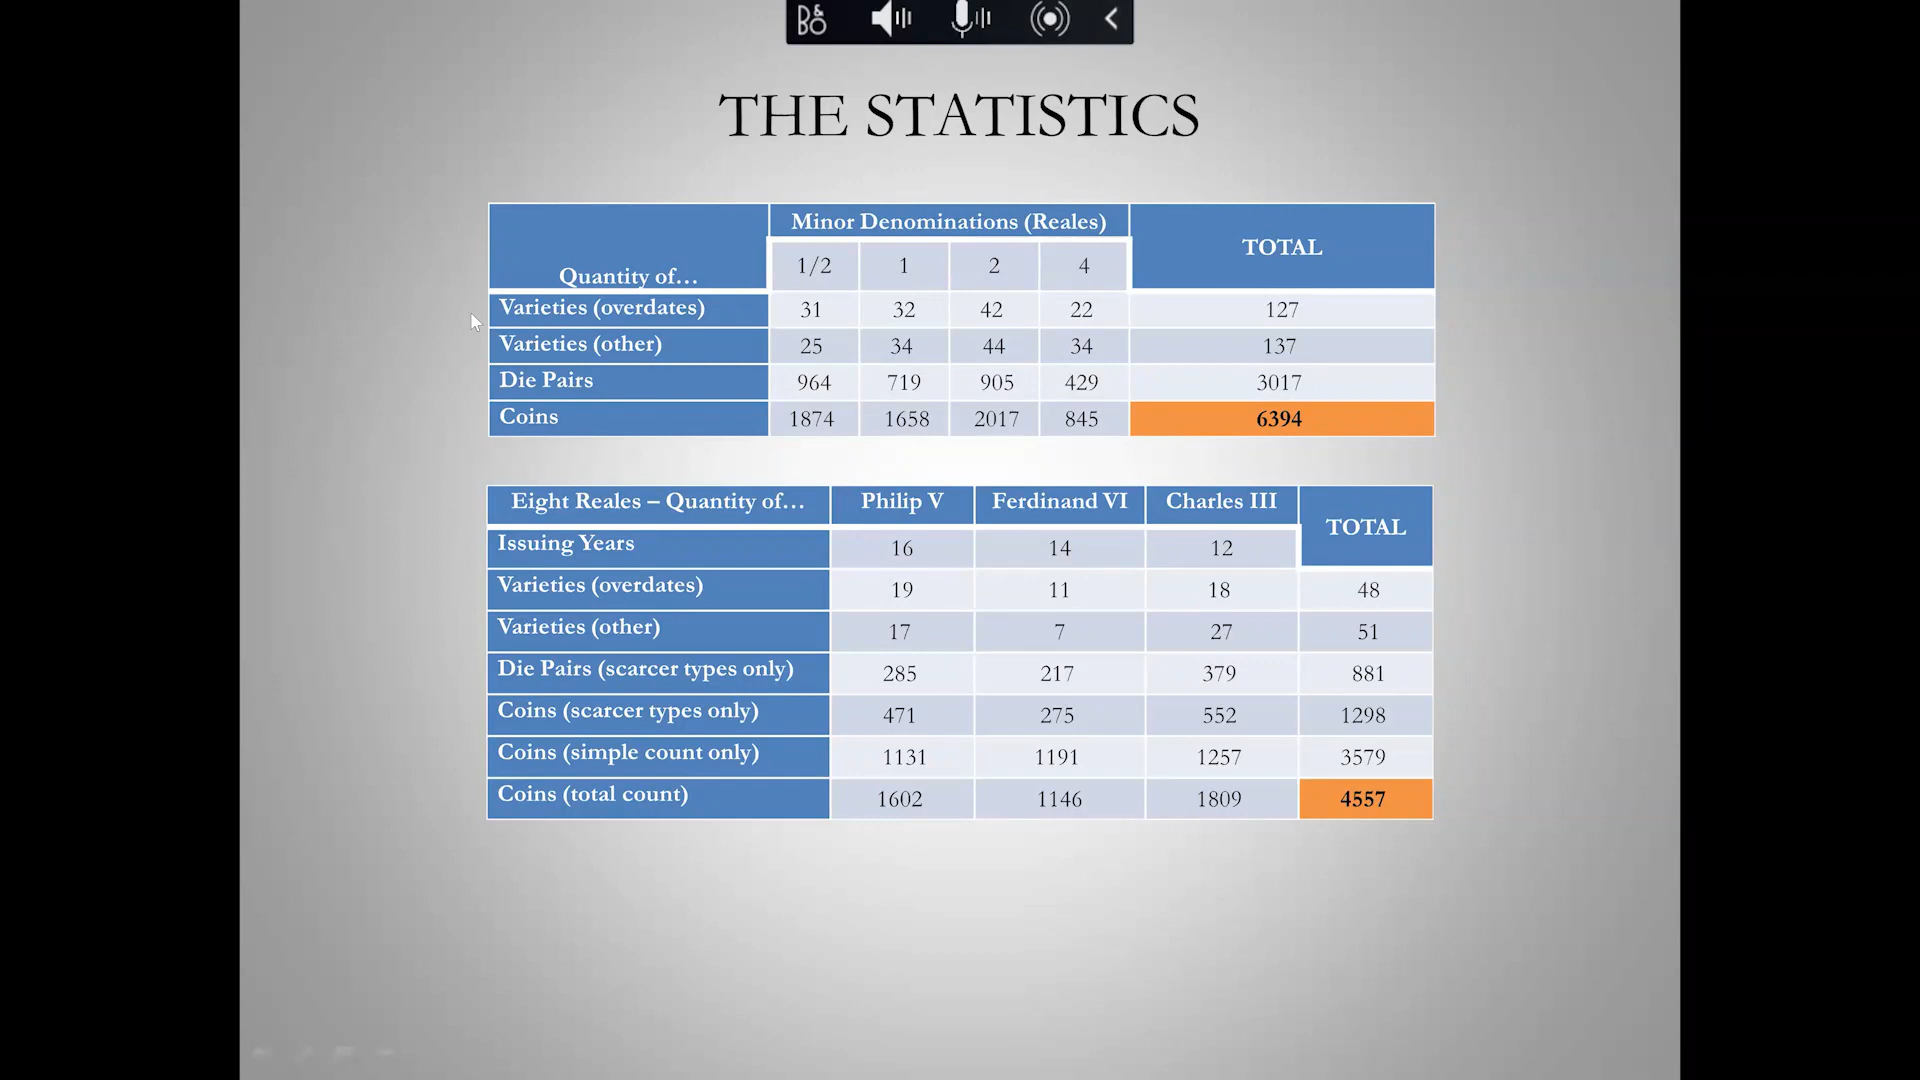 B&O
THE STATISTICS
Quantity of... Minor Denominations (Reales) TOTAL
1/2 1 2 4
Varieties (overdates) 31 32 42 22 127
Varieties (other) 25 34 44 34 137
Die Pairs 964 719 905 429 3017
Coins 1874 1658 2017 845 6394
Eight Reales – Quantity of... Philip V Ferdinand VI Charles III TOTAL
Issuing Years 16 14 12
Varieties (overdates) 19 11 18 48
Varieties (other) 17 7 27 51
Die Pairs (scarcer types only) 285 217 379 881
Coins (scarcer types only) 471 275 552 1298
Coins (simple count only) 1131 1191 1257 3579
Coins (total count) 1602 1146 1809 4557